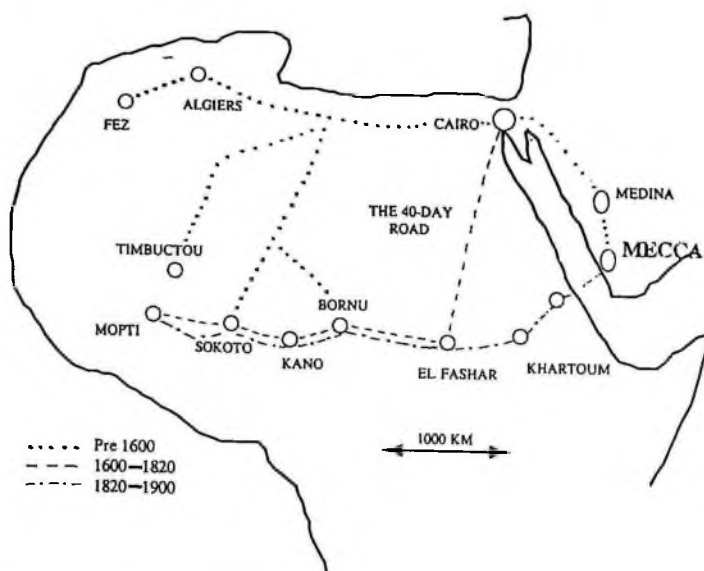 ALGIERS
FEZ
CAIRO
MEDINA
THE 40-DAY
ROAD
TIMBUCTOU
MECCA
BORNU
MOPTI
SOKOTO
KANO
EL FASHAR
KHARTOUM
1000 KM
Pre 1600
1600—1820
1820—1900